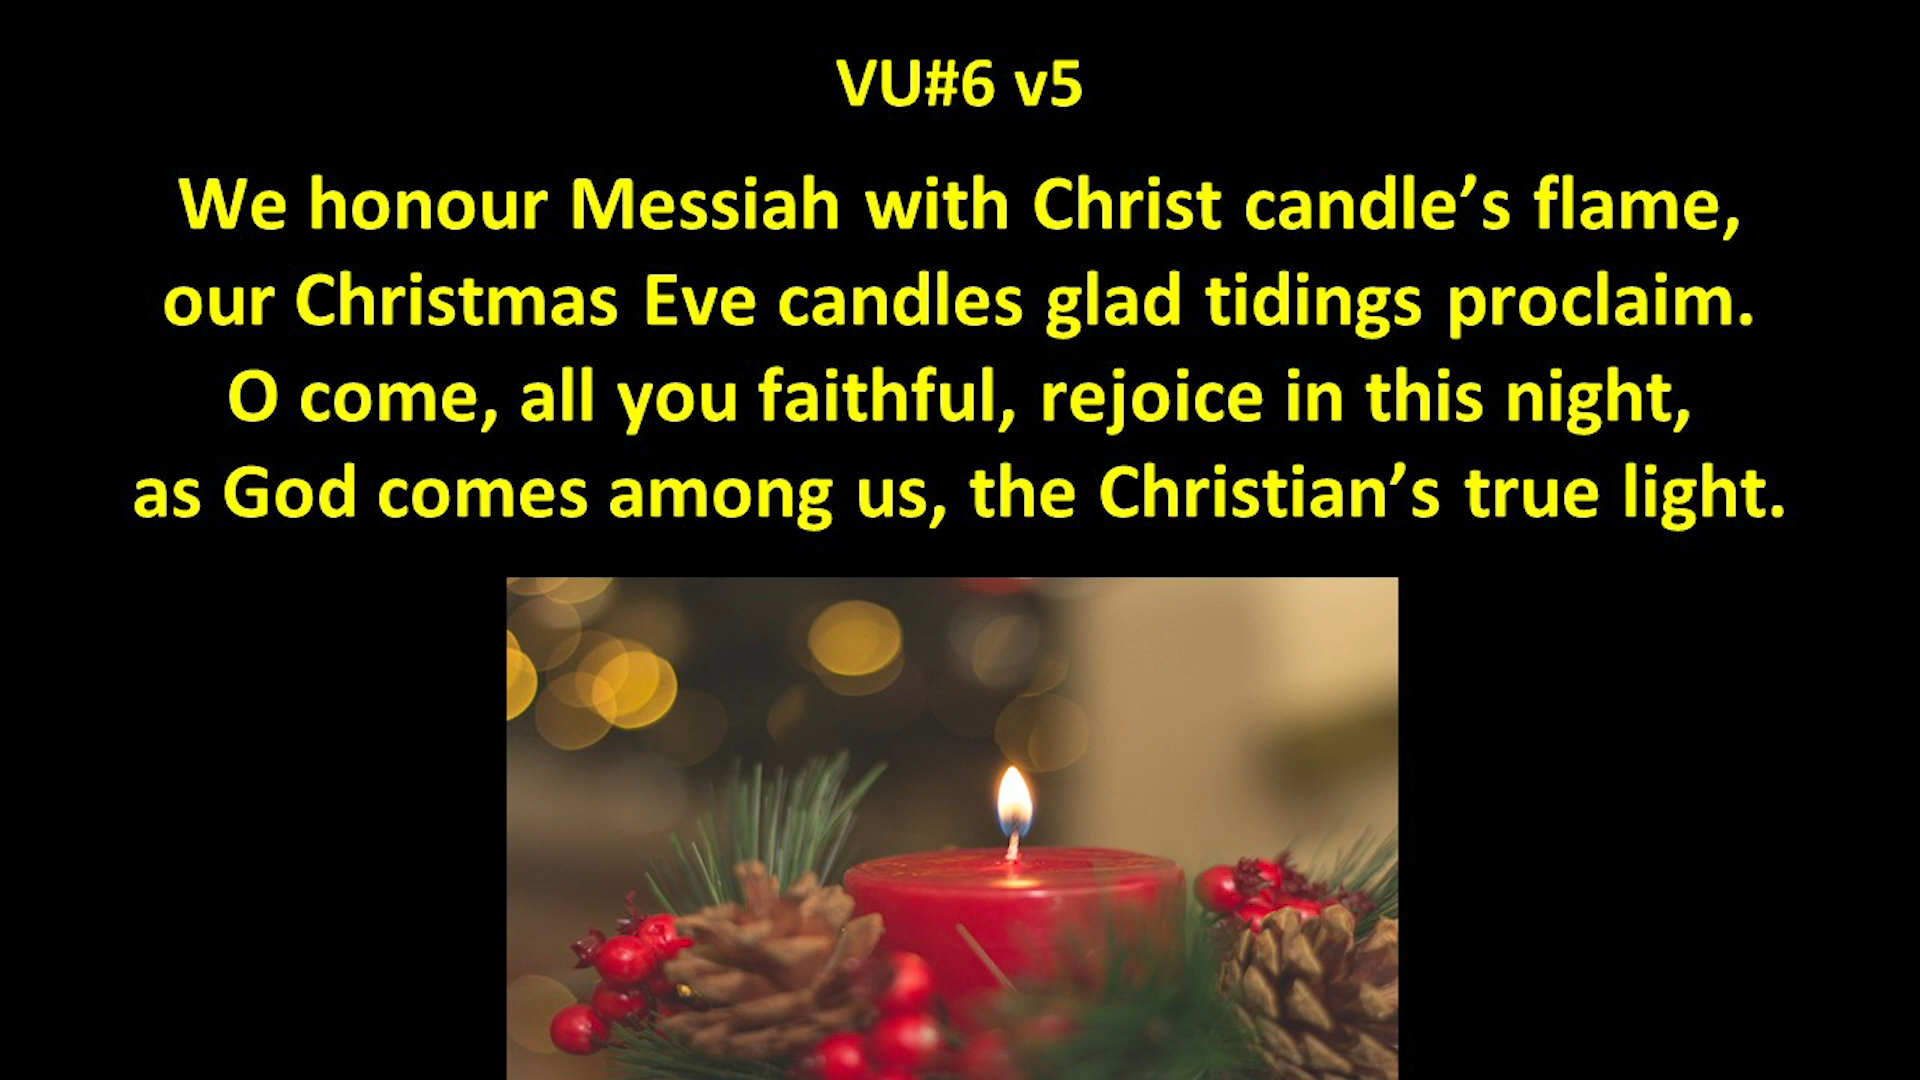 VU#6 v5
We honour Messiah with Christ candle’s flame,
our Christmas Eve candles glad tidings proclaim.
O come, all you faithful, rejoice in this night,
as God comes among us, the Christian’s true light.